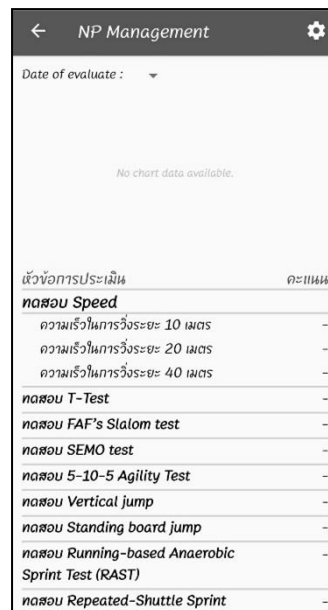 NP Management
Date of evaluate :
No chart data available.
หัวข้อการประเมิน คะแนน
ทดสอบ Speed
ความเร็วในการวิ่งระยะ 10 เมตร -
ความเร็วในการวิ่งระยะ 20 เมตร -
ความเร็วในการวิ่งระยะ 40 เมตร -
ทดสอบ T-Test -
ทดสอบ FAF's Slalom test -
ทดสอบ SEMO test -
ทดสอบ 5-10-5 Agility Test -
ทดสอบ Vertical jump -
ทดสอบ Standing board jump -
ทดสอบ Running-based Anaerobic -
Sprint Test (RAST)
ทดสอบ Repeated-Shuttle Sprint -